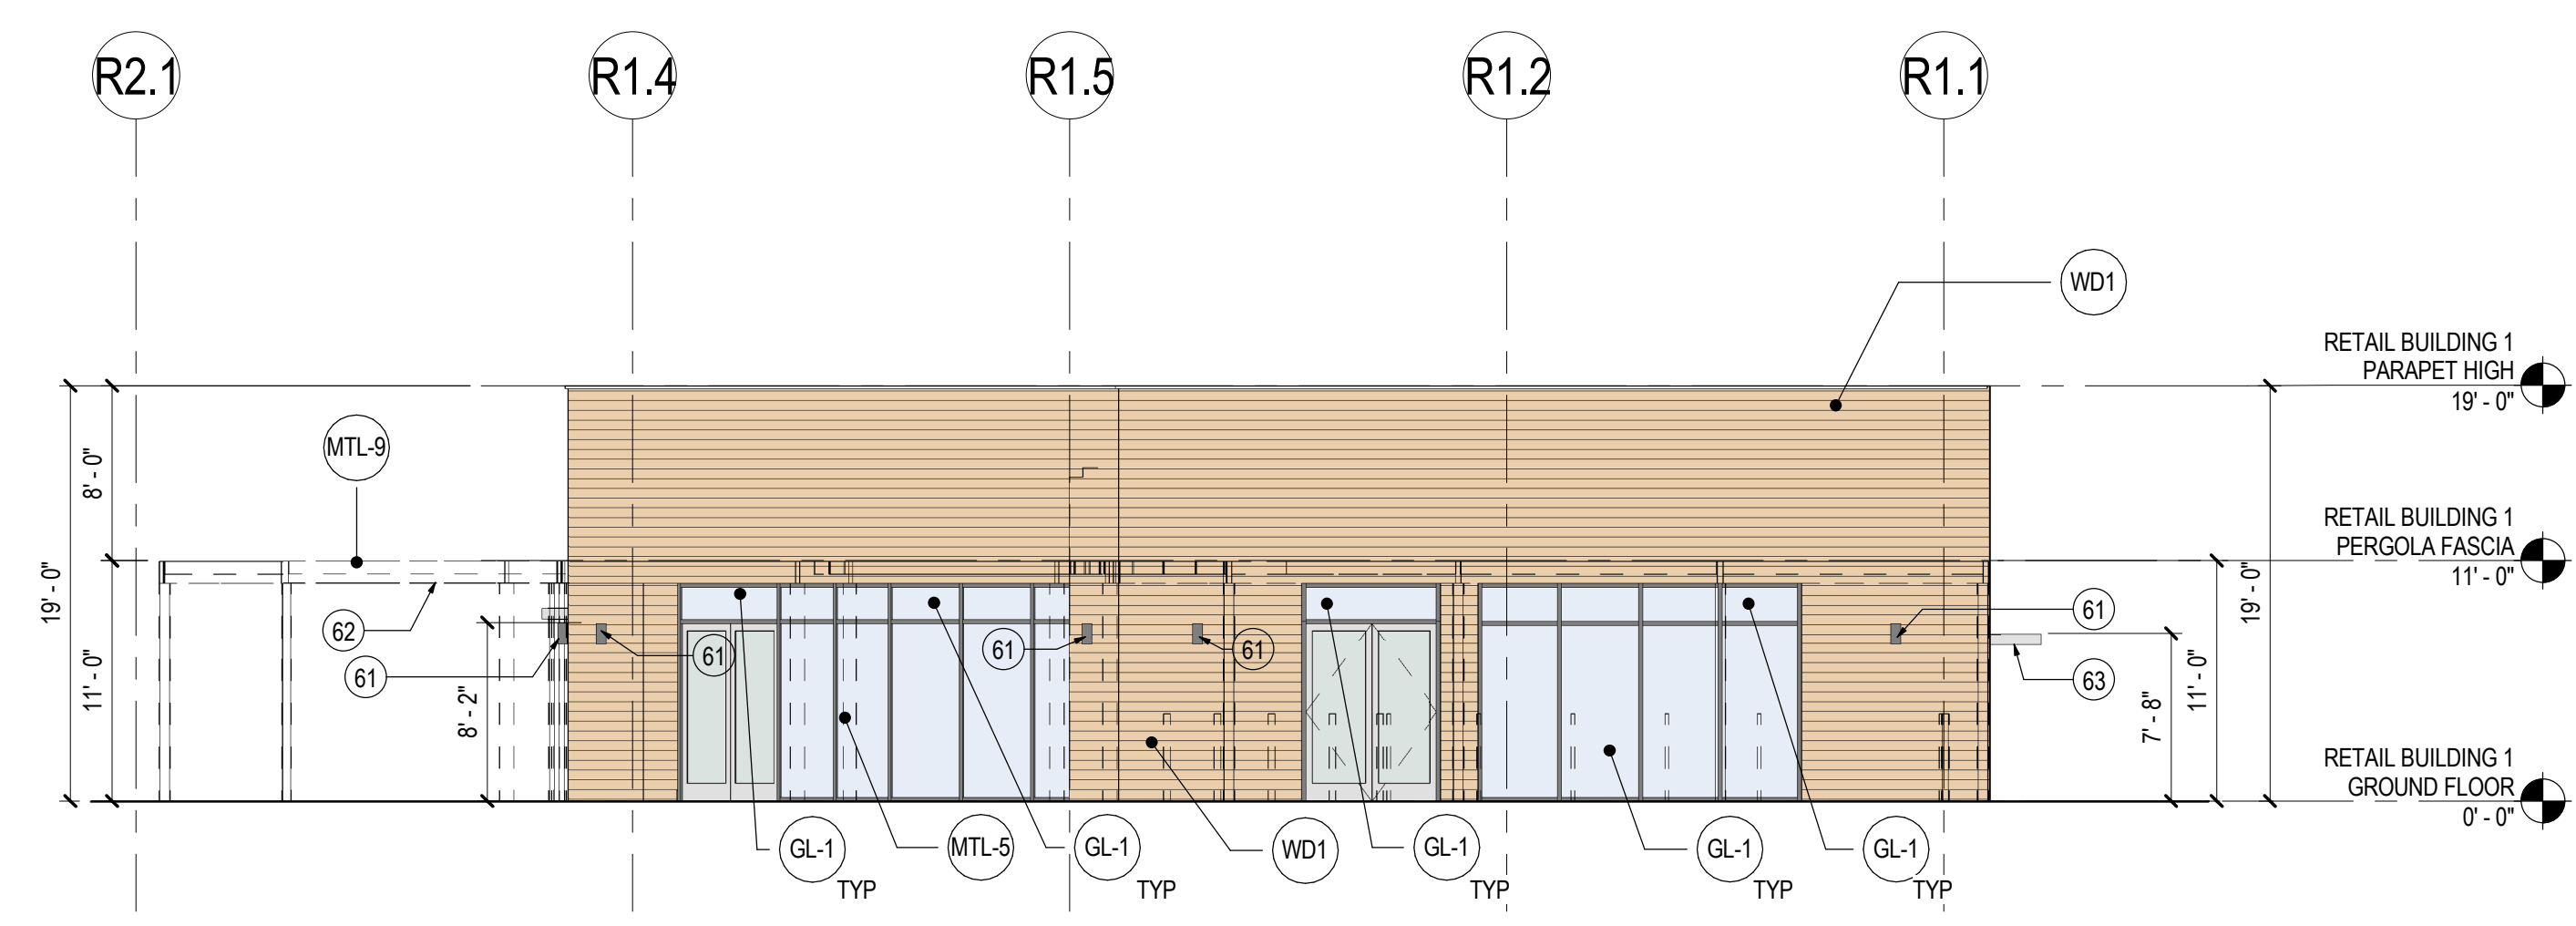 R2.1
R1.4
R1.5
R1.2
R1.1
WD1
RETAIL BUILDING 1
PARAPET HIGH
19' - 0"
MTL-9
8' - 0"
19' - 0"
11' - 0"
RETAIL BUILDING 1
PERGOLA FASCIA
11' - 0"
62
61
8' - 2"
61
61
61
61
63
7' - 8"
11' - 0"
19' - 0"
RETAIL BUILDING 1
GROUND FLOOR
0' - 0"
GL-1
TYP
MTL-5
GL-1
TYP
WD1
GL-1
TYP
GL-1
TYP
GL-1
TYP